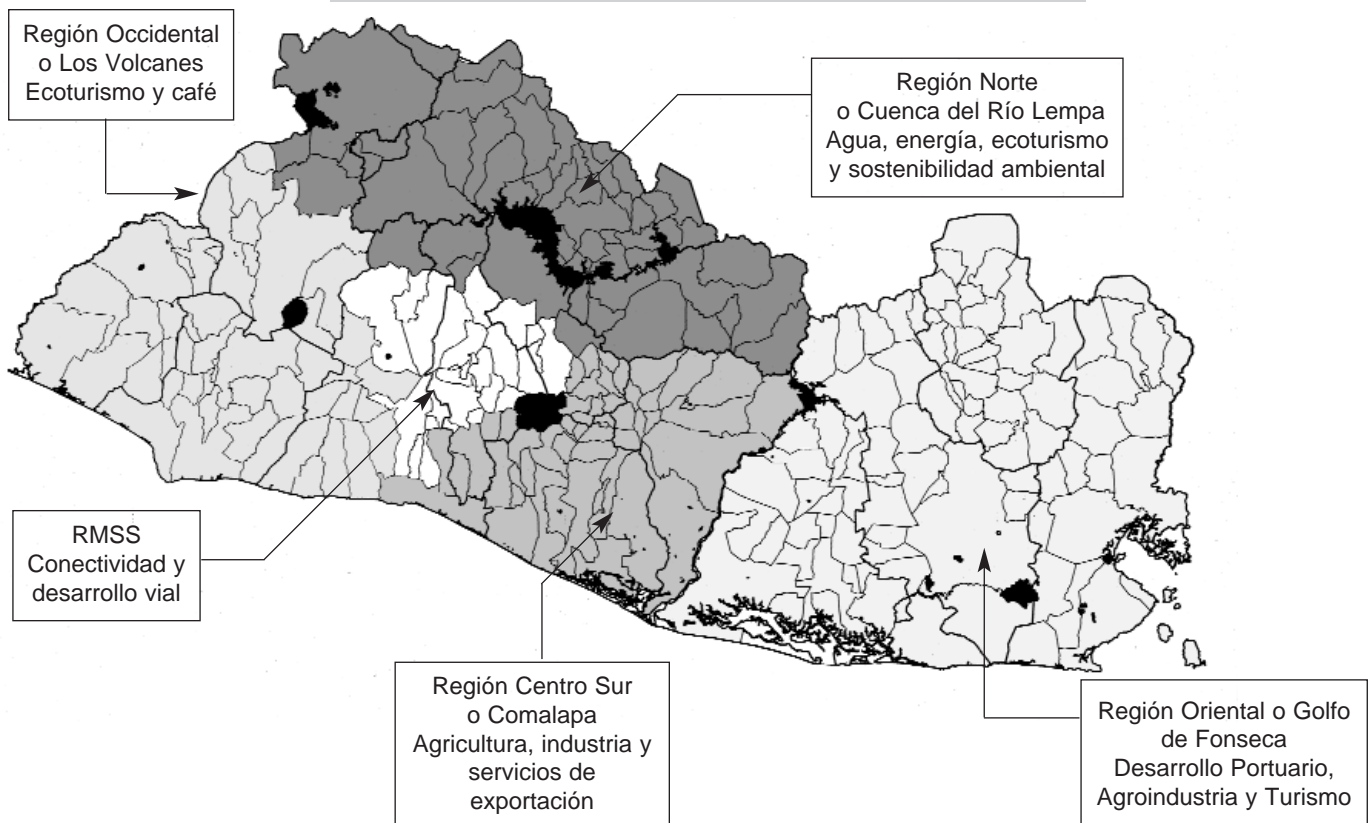 Región Occidental
o Los Volcanes
Ecoturismo y café
Región Norte
o Cuenca del Río Lempa
Agua, energía, ecoturismo
y sostenibilidad ambiental
RMSS
Conectividad y
desarrollo vial
Región Centro Sur
o Comalapa
Agricultura, industria y
servicios de
exportación
Región Oriental o Golfo
de Fonseca
Desarrollo Portuario,
Agroindustria y Turismo